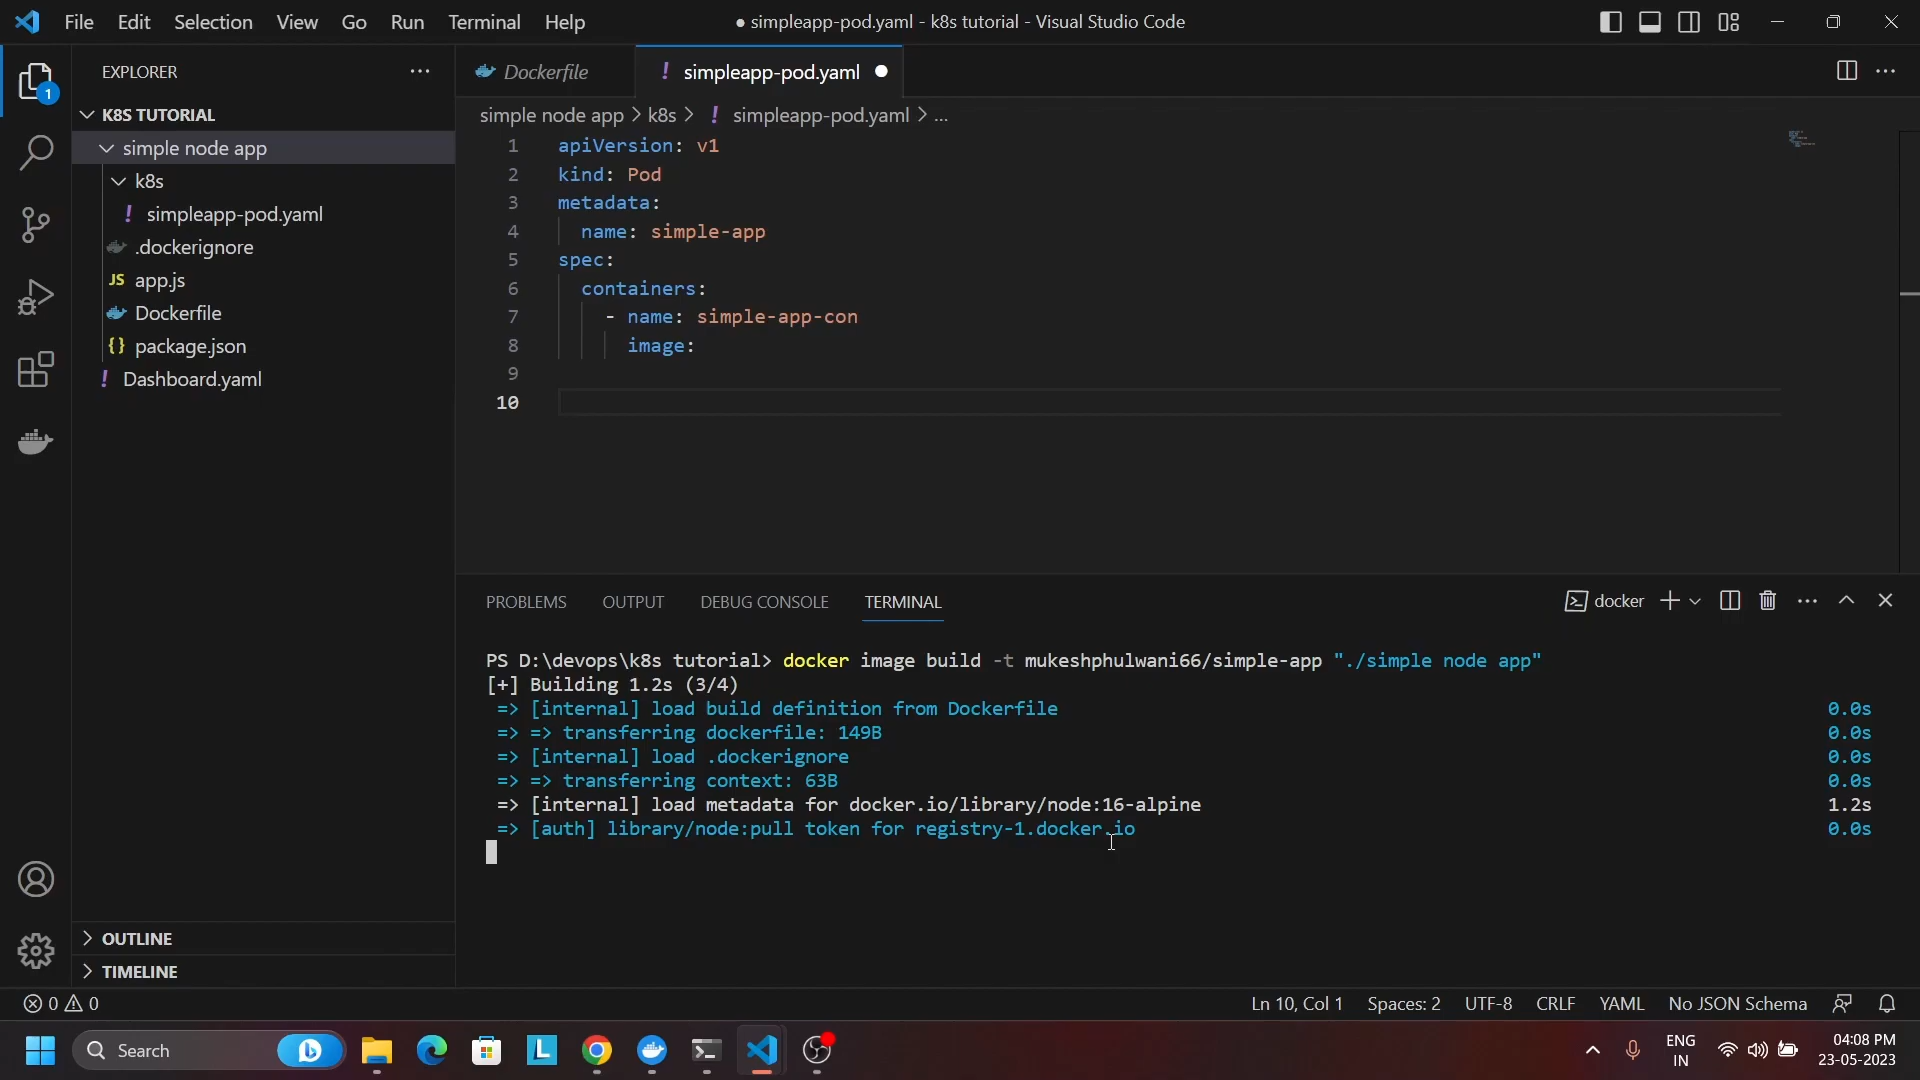 File Edit Selection View Go Run Terminal Help
● simpleapp-pod.yaml - k8s tutorial - Visual Studio Code
EXPLORER
1
K8S TUTORIAL
simple node app
k8s
! simpleapp-pod.yaml
.dockerignore
JS app.js
Dockerfile
{} package.json
! Dashboard.yaml
OUTLINE
TIMELINE
Dockerfile
! simpleapp-pod.yaml ●
simple node app > k8s > ! simpleapp-pod.yaml > ...
1 apiVersion: v1
2 kind: Pod
3 metadata:
4 name: simple-app
5 spec:
6 containers:
7 - name: simple-app-con
8 image:
9
10
PROBLEMS OUTPUT DEBUG CONSOLE TERMINAL
docker
PS D:\devops\k8s tutorial> docker image build -t mukeshphulwani66/simple-app "./simple node app"
[+] Building 1.2s (3/4)
=> [internal] load build definition from Dockerfile 0.0s
=> => transferring dockerfile: 149B 0.0s
=> [internal] load .dockerignore 0.0s
=> => transferring context: 63B 0.0s
=> [internal] load metadata for docker.io/library/node:16-alpine 1.2s
=> [auth] library/node:pull token for registry-1.docker.io 0.0s
0 0
Ln 10, Col 1 Spaces: 2 UTF-8 CRLF YAML No JSON Schema
Search
L
ENG
IN
04:08 PM
23-05-2023